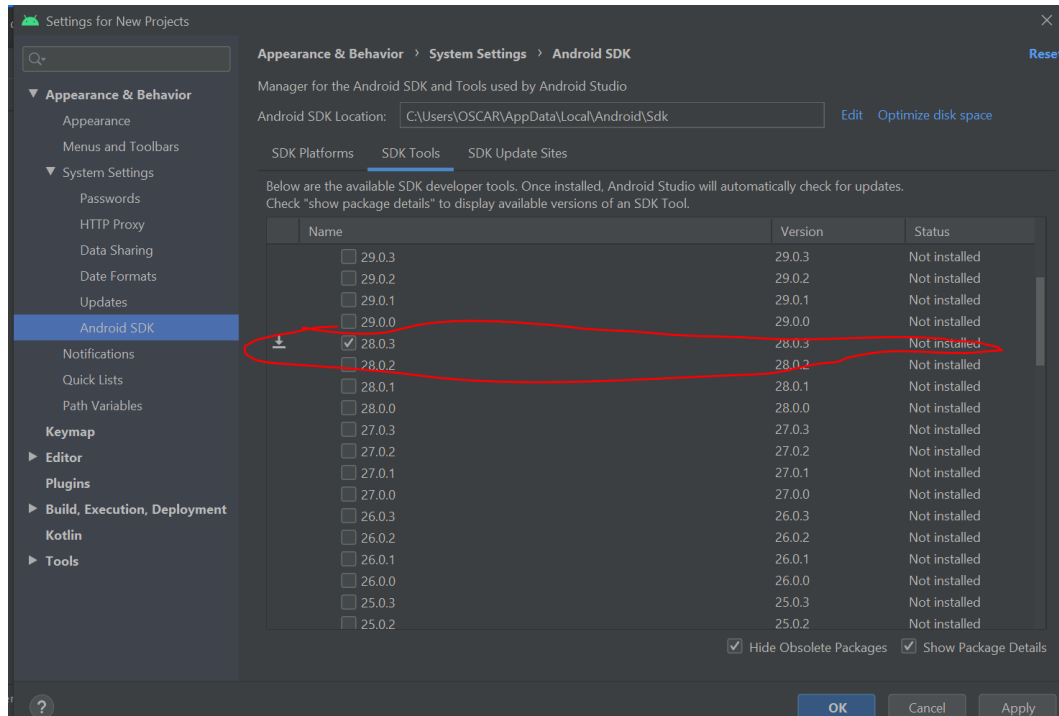 Settings for New Projects
Appearance & Behavior
Appearance
Menus and Toolbars
System Settings
Passwords
HTTP Proxy
Data Sharing
Date Formats
Updates
Android SDK
Notifications
Quick Lists
Path Variables
Keymap
Editor
Plugins
Build, Execution, Deployment
Kotlin
Tools
Appearance & Behavior › System Settings › Android SDK Reset
Manager for the Android SDK and Tools used by Android Studio
Android SDK Location: C:\Users\OSCAR\AppData\Local\Android\Sdk Edit Optimize disk space
SDK Platforms SDK Tools SDK Update Sites
Below are the available SDK developer tools. Once installed, Android Studio will automatically check for updates.
Check "show package details" to display available versions of an SDK Tool.
Name Version Status
29.0.3 29.0.3 Not installed
29.0.2 29.0.2 Not installed
29.0.1 29.0.1 Not installed
29.0.0 29.0.0 Not installed
28.0.3 28.0.3 Not installed
28.0.2 28.0.2 Not installed
28.0.1 28.0.1 Not installed
28.0.0 28.0.0 Not installed
27.0.3 27.0.3 Not installed
27.0.2 27.0.2 Not installed
27.0.1 27.0.1 Not installed
27.0.0 27.0.0 Not installed
26.0.3 26.0.3 Not installed
26.0.2 26.0.2 Not installed
26.0.1 26.0.1 Not installed
26.0.0 26.0.0 Not installed
25.0.3 25.0.3 Not installed
25.0.2 25.0.2 Not installed
Hide Obsolete Packages Show Package Details
? OK Cancel Apply